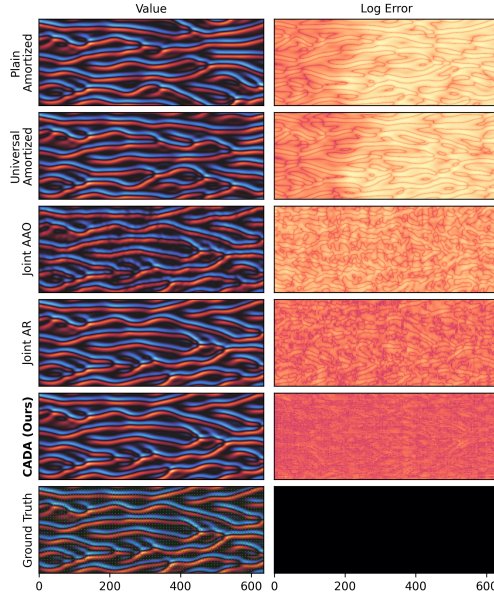 Value
Log Error
Plain
Amortized
Universal
Amortized
Joint AAO
Joint AR
CADA (Ours)
Ground Truth
0 200 400 600
0 200 400